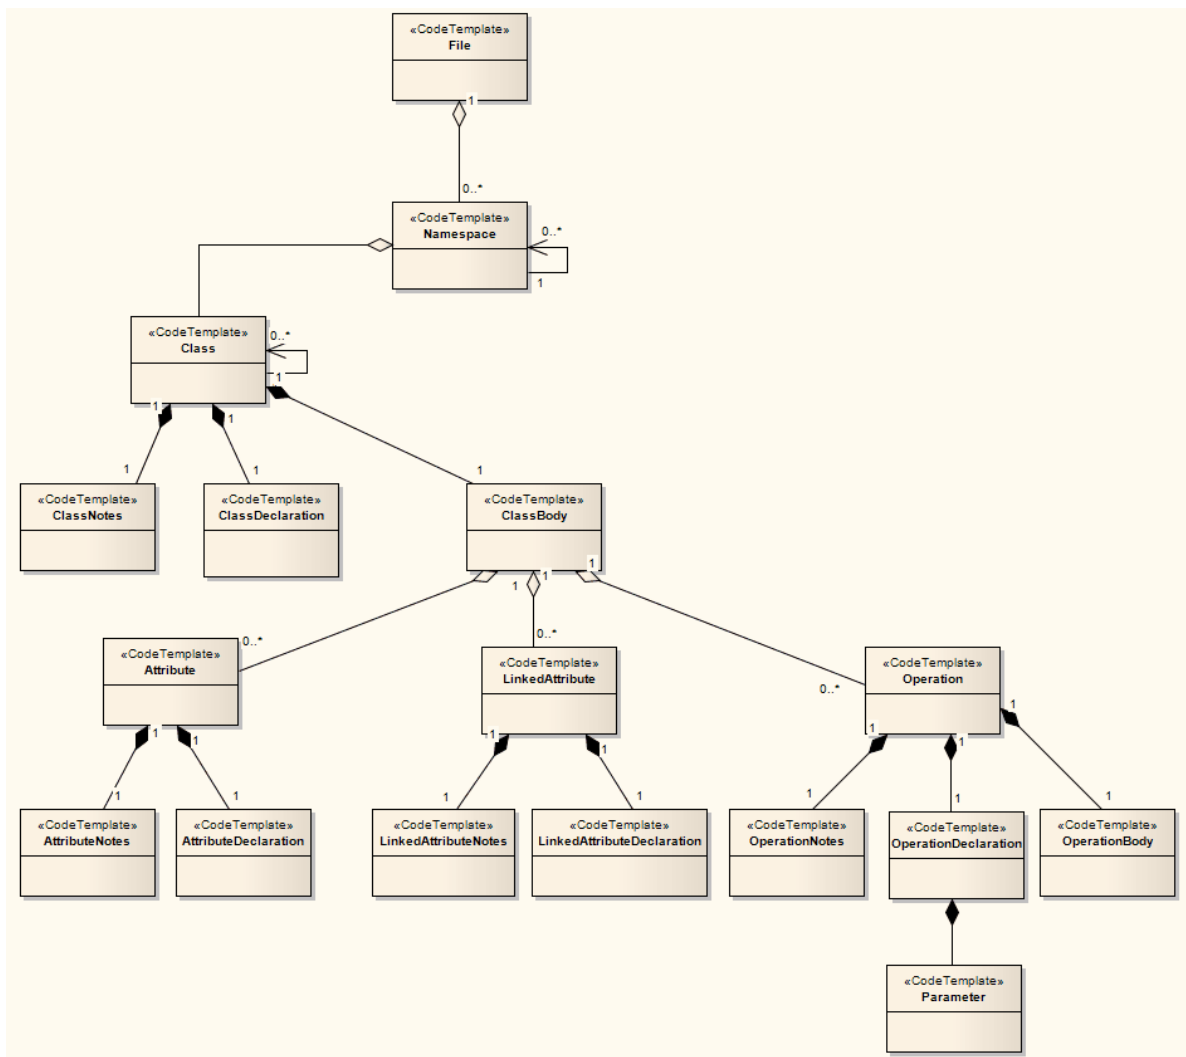 «CodeTemplate»
File
1
0..*
«CodeTemplate»
Namespace
0..*
1
«CodeTemplate»
Class
0..*
1
1
1
1
1
1
«CodeTemplate»
ClassNotes
«CodeTemplate»
ClassDeclaration
«CodeTemplate»
ClassBody
1
1
1
0..*
0..*
0..*
«CodeTemplate»
Attribute
«CodeTemplate»
LinkedAttribute
«CodeTemplate»
Operation
1
1
1
1
1
1
1
1
1
1
1
1
1
1
«CodeTemplate»
AttributeNotes
«CodeTemplate»
AttributeDeclaration
«CodeTemplate»
LinkedAttributeNotes
«CodeTemplate»
LinkedAttributeDeclaration
«CodeTemplate»
OperationNotes
«CodeTemplate»
OperationDeclaration
«CodeTemplate»
OperationBody
«CodeTemplate»
Parameter